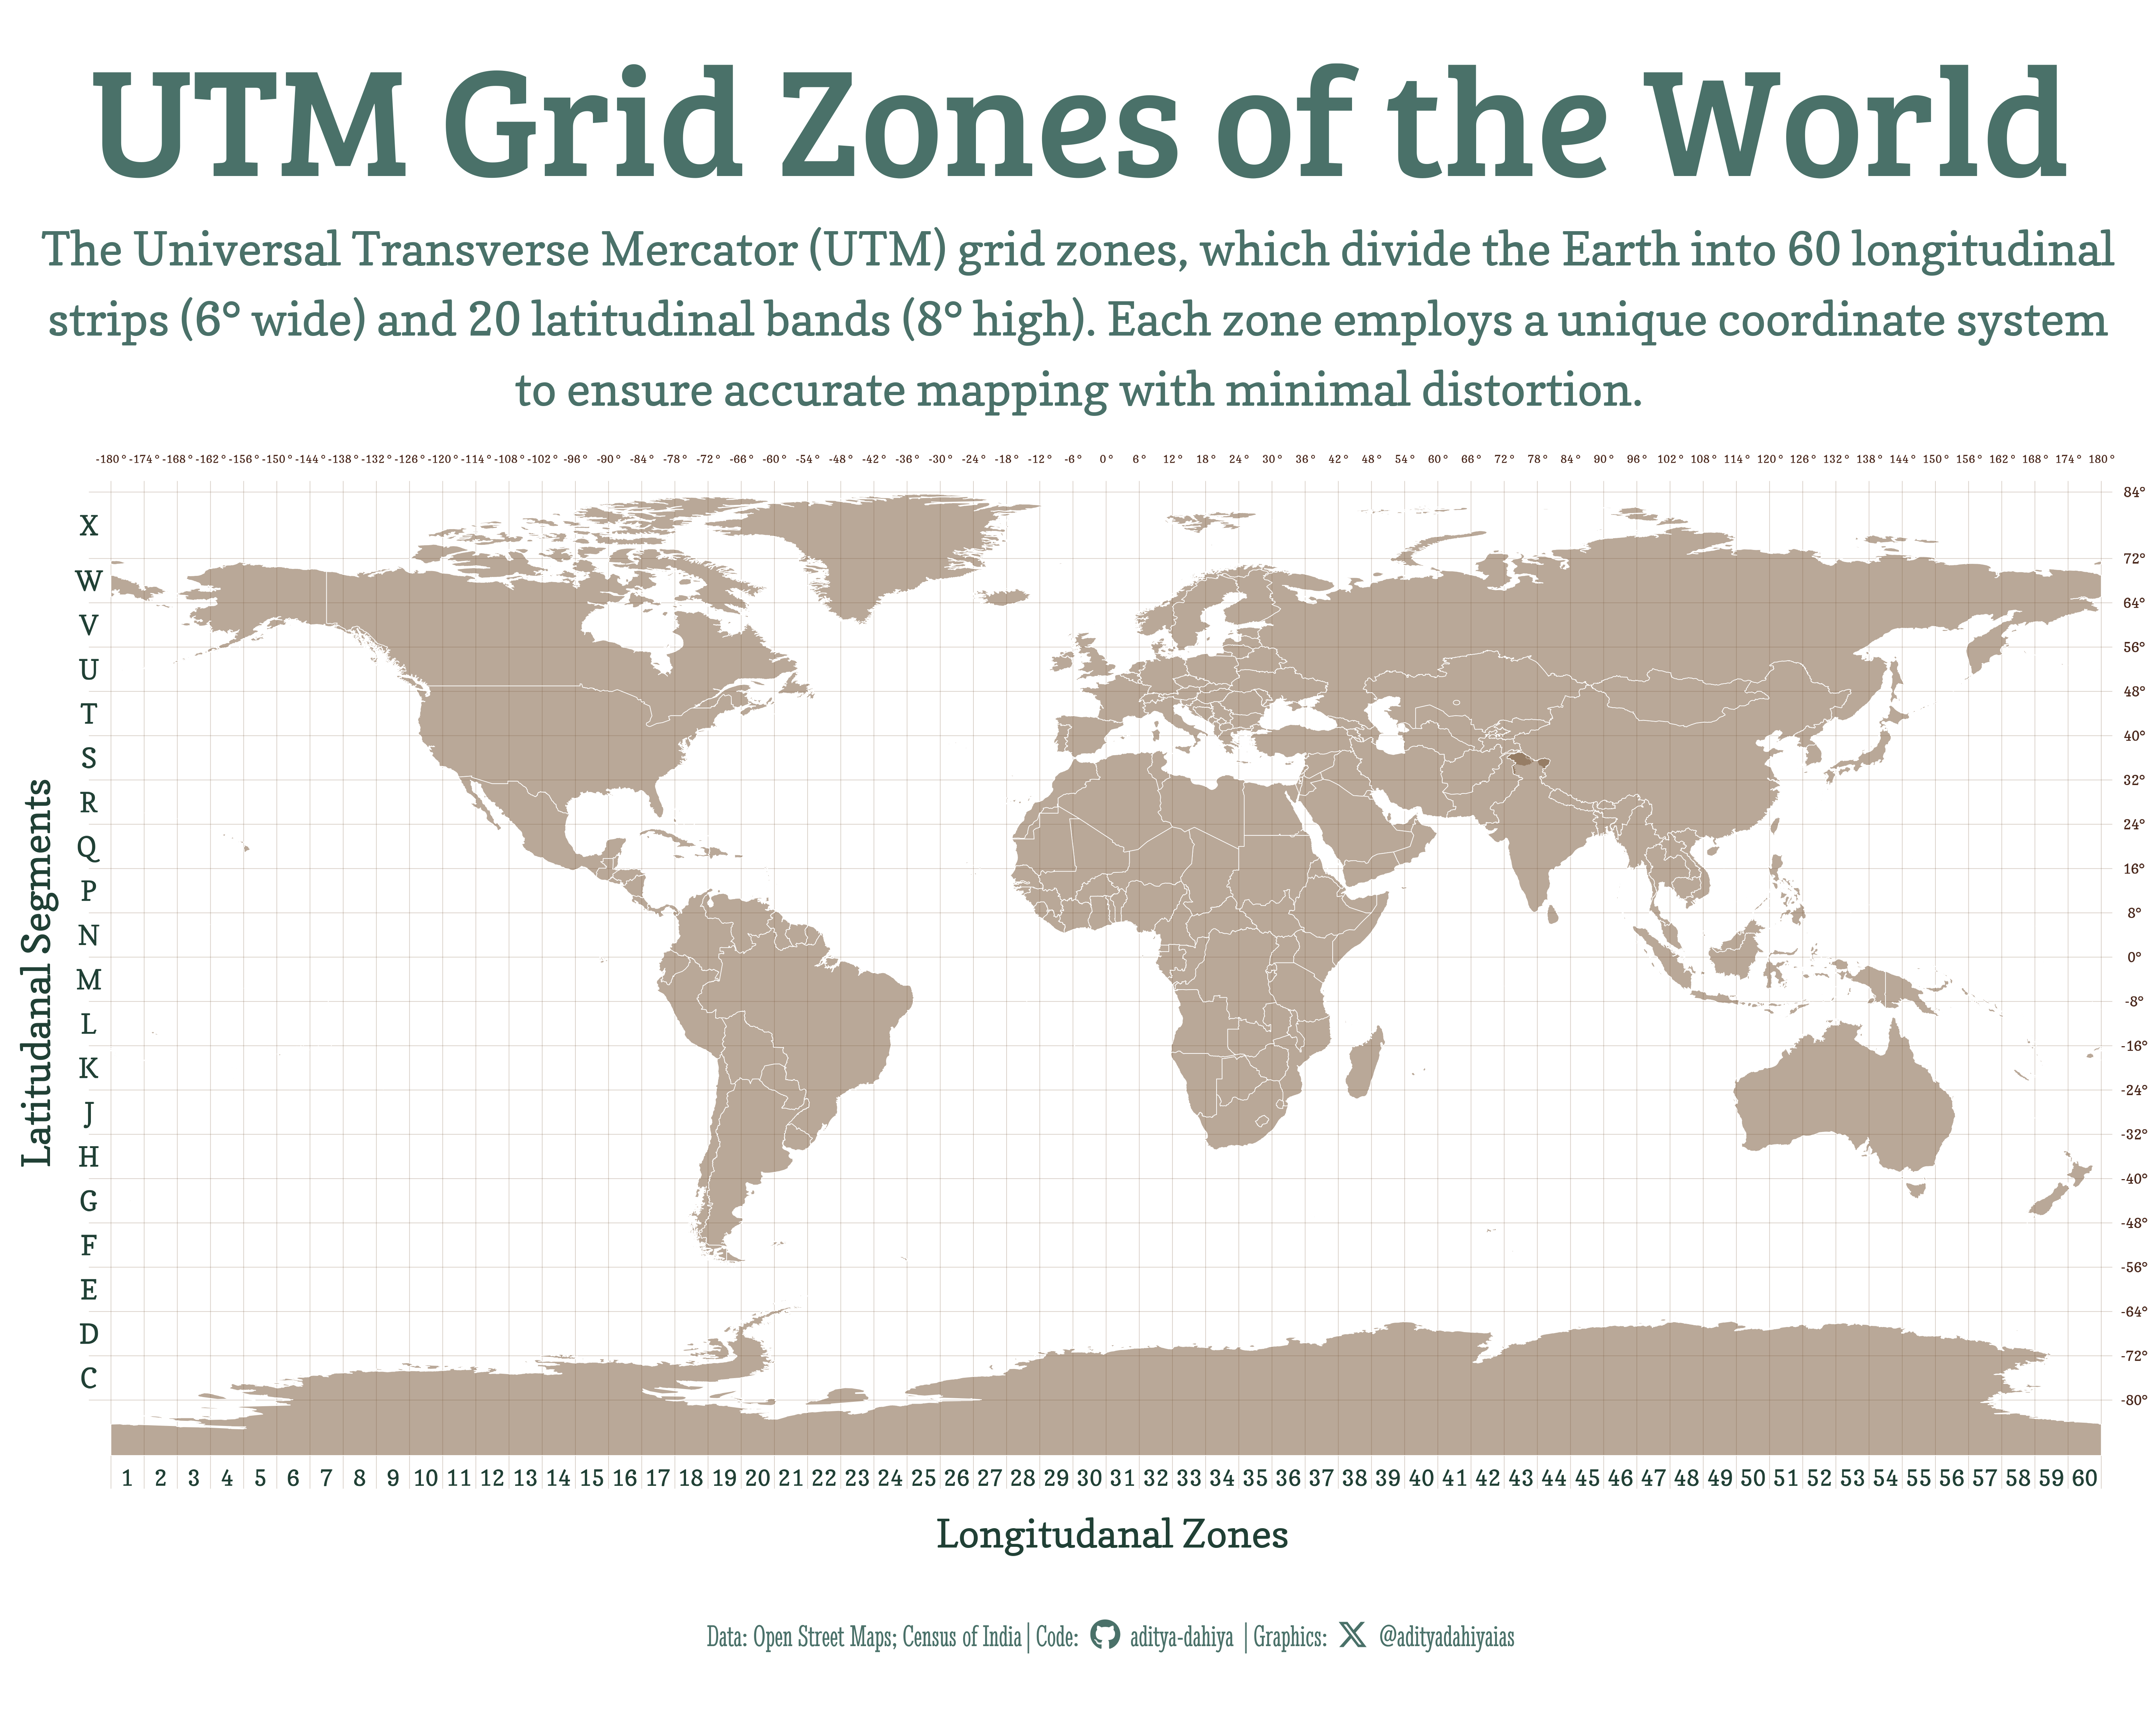 UTM Grid Zones of the World
The Universal Transverse Mercator (UTM) grid zones, which divide the Earth into 60 longitudinal
strips (6° wide) and 20 latitudinal bands (8° high). Each zone employs a unique coordinate system
to ensure accurate mapping with minimal distortion.
-180° -174° -168° -162° -156° -150° -144° -138° -132° -126° -120° -114° -108° -102° -96° -90° -84° -78° -72° -66° -60° -54° -48° -42° -36° -30° -24° -18° -12° -6° 0° 6° 12° 18° 24° 30° 36° 42° 48° 54° 60° 66° 72° 78° 84° 90° 96° 102° 108° 114° 120° 126° 132° 138° 144° 150° 156° 162° 168° 174° 180°
84°
X
72°
W
64°
V
56°
U
48°
T
40°
S
32°
R
24°
Q
16°
P
8°
N
0°
M
-8°
L
-16°
K
-24°
J
-32°
H
-40°
G
-48°
F
-56°
E
-64°
D
-72°
C
-80°
Latitudanal Segments
1 2 3 4 5 6 7 8 9 10 11 12 13 14 15 16 17 18 19 20 21 22 23 24 25 26 27 28 29 30 31 32 33 34 35 36 37 38 39 40 41 42 43 44 45 46 47 48 49 50 51 52 53 54 55 56 57 58 59 60
Longitudanal Zones
Data: Open Street Maps; Census of India | Code: aditya-dahiya | Graphics: @adityadahiyaias